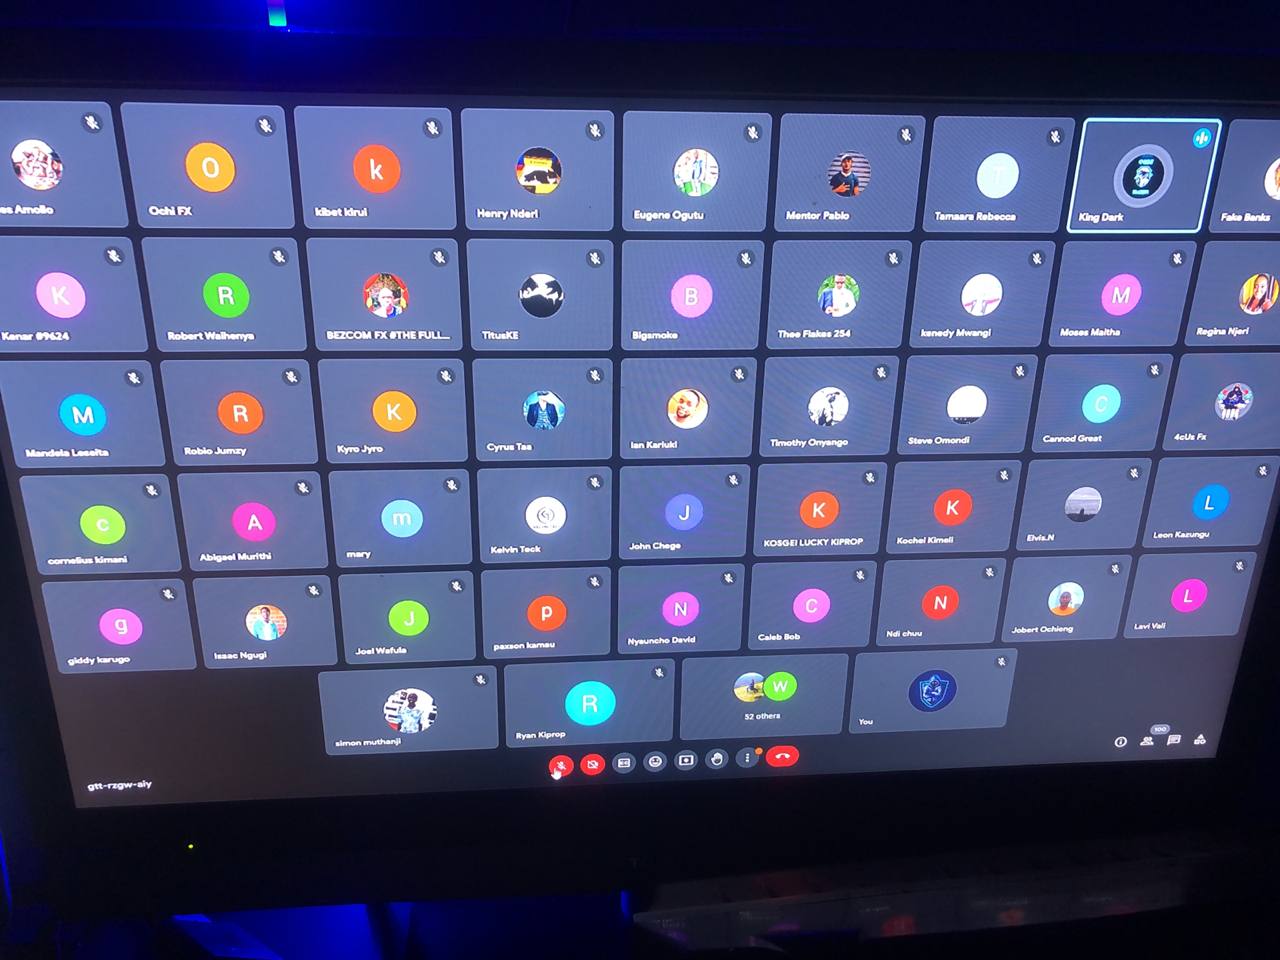 es Amollo
O
Ochi FX
k
kibet kirui
Henry Nderi
Eugene Ogutu
Mentor Pablo
T
Tamaara Rebecca
King Dark
Fake Banks
K
Kenar 09624
R
Robert Waihenya
BEZCOM FX #THE FULL...
TitusKE
B
Bigsmoke
Thee Flakes 254
kenedy Mwangi
M
Moses Maitha
Regina Njeri
M
Mandela Leseita
R
Robio Jumzy
K
Kyro Jyro
Cyrus Taa
Ian Kariuki
Timothy Onyango
Steve Omondi
C
Cannod Great
4cUs Fx
c
cornelius kimani
A
Abigael Murithi
m
mary
Kelvin Teck
J
John Chege
K
KOSGEI LUCKY KIPROP
K
Kochei Kimeli
Elvis.N
L
Leon Kazungu
g
giddy karugo
Isaac Ngugi
J
Joel Wafula
p
paxson kamau
N
Nyauncho David
C
Caleb Bob
N
Ndi chuu
Jobert Ochieng
L
Lavi Vali
simon muthanji
R
Ryan Kiprop
W
52 others
You
100
gtt-rzgw-aiy